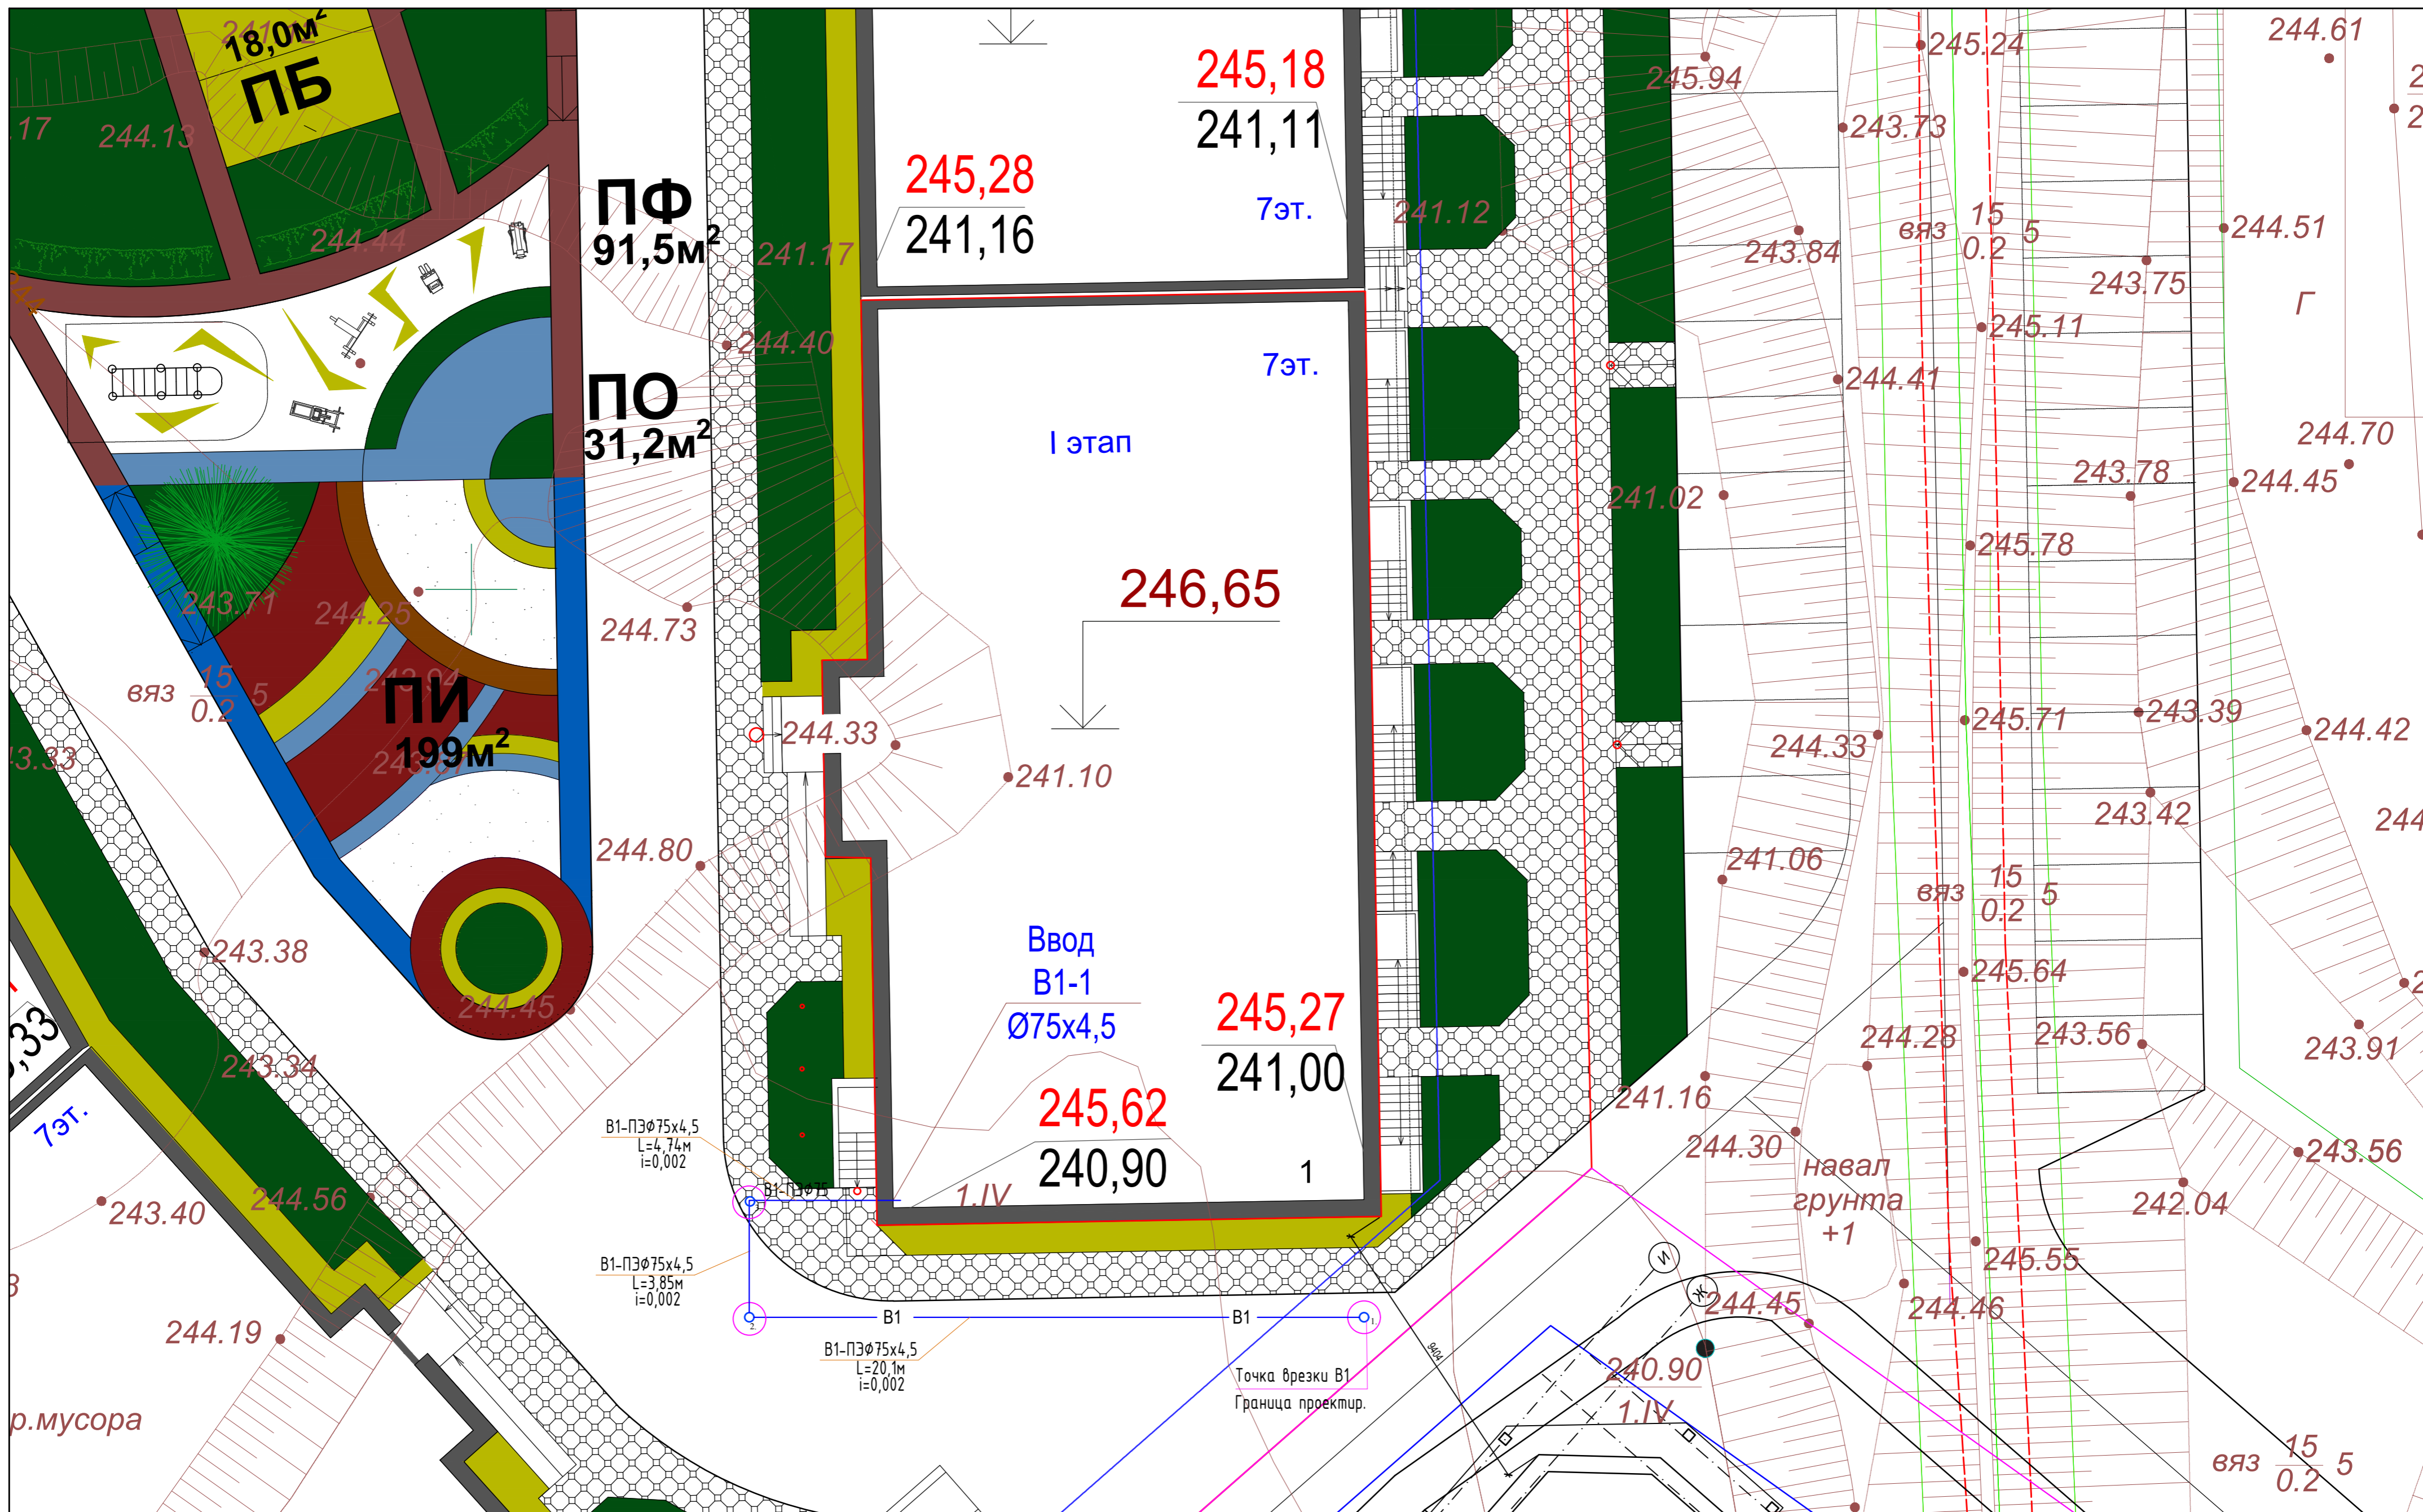 18,0м²
ПБ
244.13
.17
244.44
ПФ
91,5м²
ПО
31,2м²
241.17
244.40
245,28
241,16
245,18
241,11
7эт.
241.12
245.94
245.24
243.73
243.84
вяз 15/0.2 5
244.61
244.51
243.75
Г
245.11
7эт.
244.41
I этап
244.70
243.78
244.45
241.02
245.78
246,65
243.71
244.25
244.73
вяз 15/0.2 5
243.94
ПИ
199м²
244.33
241.10
244.33
245.71
243.39
244.42
243.42
244.80
241.06
вяз 15/0.2 5
Ввод
В1-1
Ø75х4,5
243.38
244.45
245.64
245,27
241,00
244.28
243.56
243.91
243.34
7эт.
245,62
240,90
1
1.IV
241.16
244.30
навал
грунта
+1
243.56
242.04
В1-ПЭФ75х4,5
L=4,74м
i=0,002
В1-ПЭФ75
244.56
243.40
В1-ПЭФ75х4,5
L=3,85м
i=0,002
И
Ж
245.55
244.45
244.46
244.19
В1
В1
В1-ПЭФ75х4,5
L=20,1м
i=0,002
Точка врезки В1
Граница проектир.
9404
240.90
1.IV
р.мусора
вяз 15/0.2 5